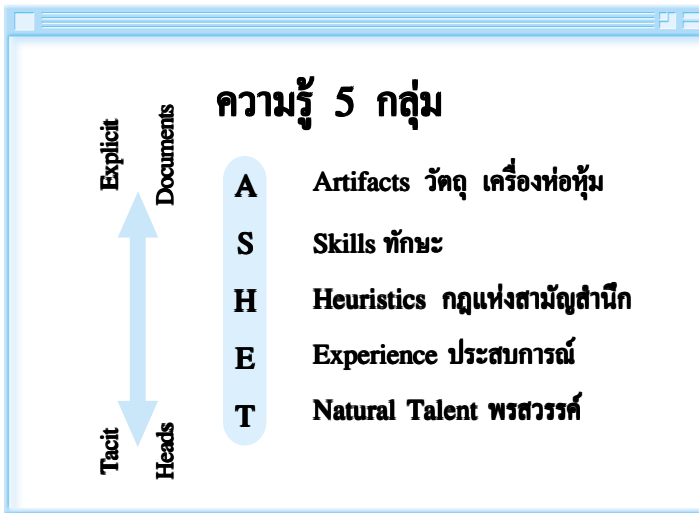 ความรู้ 5 กลุ่ม
Explicit
Documents
A Artifacts วัตถุ เครื่องห่อหุ้ม
S Skills ทักษะ
H Heuristics กฎแห่งสามัญสำนึก
E Experience ประสบการณ์
T Natural Talent พรสวรรค์
Tacit
Heads